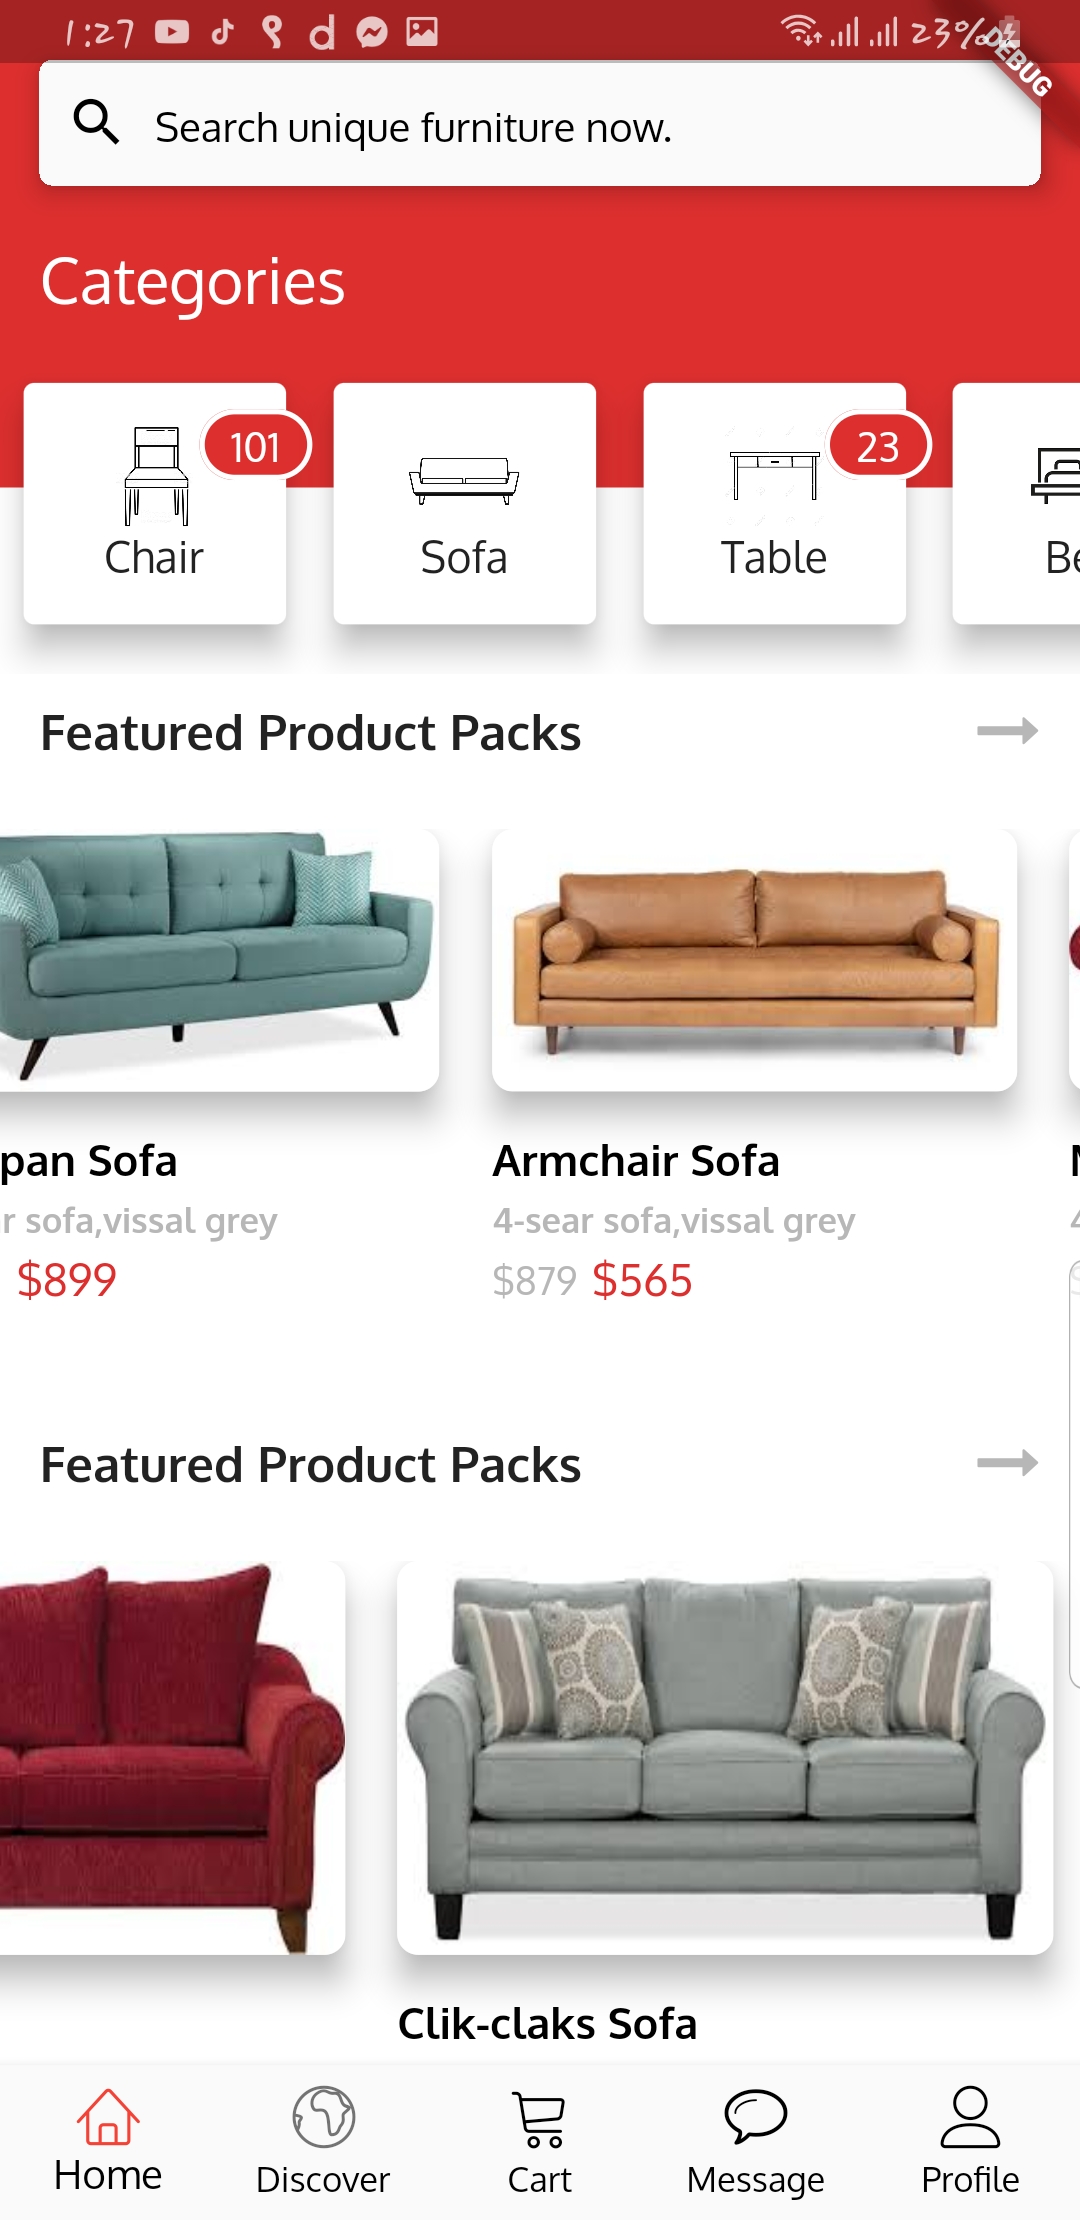 1:27 23%
DEBUG
Search unique furniture now.
Categories
101
23
Chair
Sofa
Table
Be
Featured Product Packs
pan Sofa
Armchair Sofa
r sofa,vissal grey
4-sear sofa,vissal grey
$899
$879 $565
Featured Product Packs
Clik-claks Sofa
Home
Discover
Cart
Message
Profile